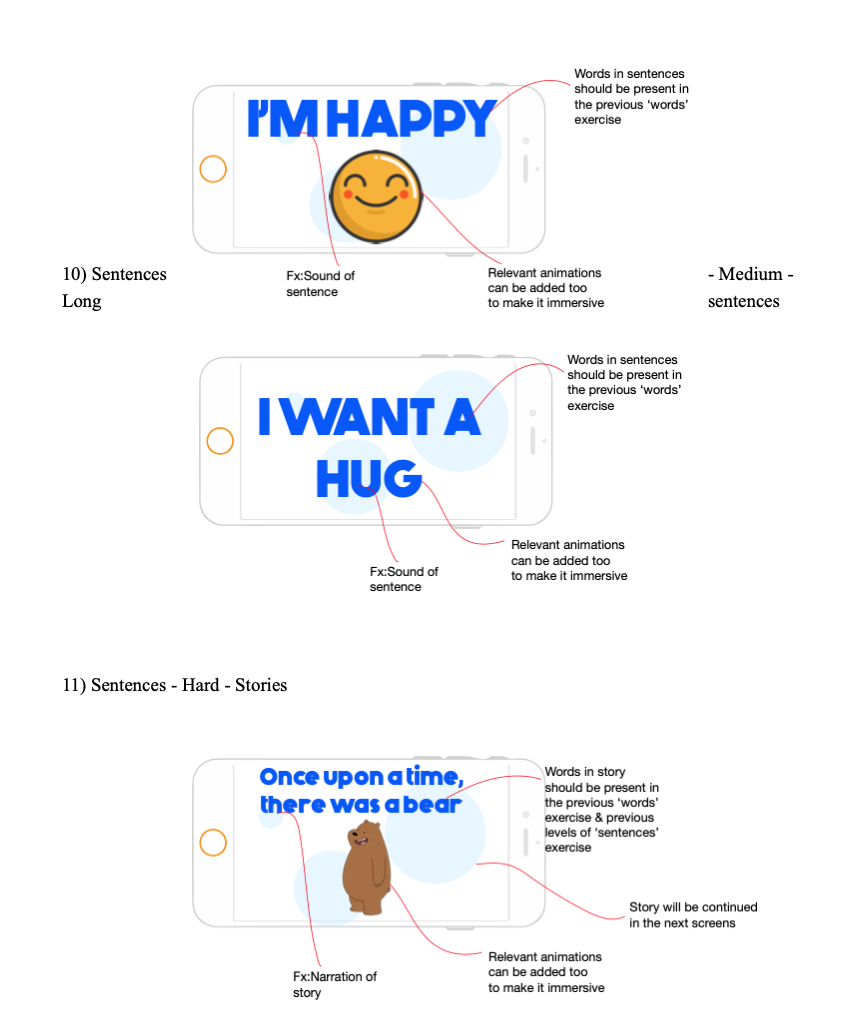 Words in sentences
should be present in
the previous ‘words’
exercise
I'M HAPPY
Fx:Sound of
sentence
Relevant animations
can be added too
to make it immersive
10) Sentences - Medium -
Long sentences
Words in sentences
should be present in
the previous ‘words’
exercise
I WANT A
HUG
Relevant animations
can be added too
to make it immersive
Fx:Sound of
sentence
11) Sentences - Hard - Stories
Once upon a time,
there was a bear
Words in story
should be present in
the previous ‘words’
exercise & previous
levels of ‘sentences’
exercise
Story will be continued
in the next screens
Relevant animations
can be added too
to make it immersive
Fx:Narration of
story